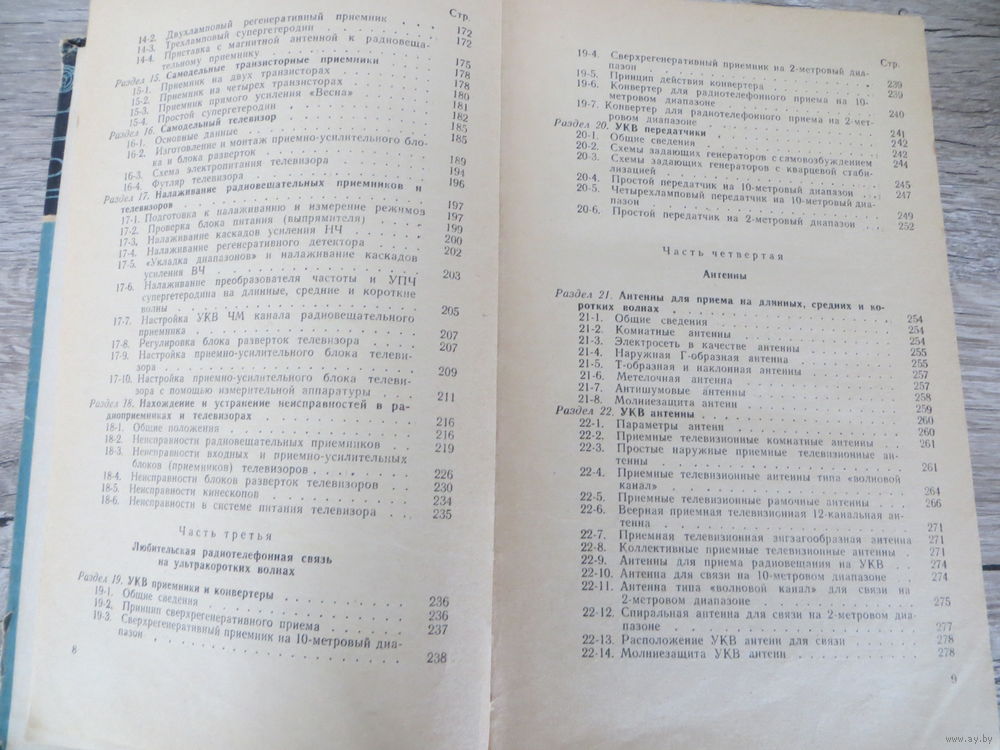 Стр.
14-2. Двухламповый регенеративный приемник . . . 172
14-3. Трехламповый супергетеродин . . . 172
14-4. Приставка с магнитной антенной к радиовеща-
тельному приемнику . . . 175
Раздел 15. Самодельные транзисторные приемники . . . 178
15-1. Приемник на двух транзисторах . . . 178
15-2. Приемник на четырех транзисторах . . . 180
15-3. Приемник прямого усиления «Весна» . . . 181
15-4. Простой супергетеродин . . . 182
Раздел 16. Самодельный телевизор . . . 185
16-1. Основные данные . . . 185
16-2. Изготовление и монтаж приемно-усилительного бло-
ка и блока разверток . . . 189
16-3. Схема электропитания телевизора . . . 194
16-4. Футляр телевизора . . . 196
Раздел 17. Налаживание радиовещательных приемников и
телевизоров . . . 197
17-1. Подготовка к налаживанию и измерение режимов 197
17-2. Проверка блока питания (выпрямителя) . . . 199
17-3. Налаживание каскадов усиления НЧ . . . 200
17-4. Налаживание регенеративного детектора . . . 202
17-5. «Укладка диапазонов» и налаживание каскадов
усиления ВЧ . . . 203
17-6. Налаживание преобразователя частоты и УПЧ
супергетеродина на длинные, средние и короткие
волны . . . 205
17-7. Настройка УКВ ЧМ канала радиовещательного
приемника . . . 207
17-8. Регулировка блока разверток телевизора . . . 207
17-9. Настройка приемно-усилительного блока телеви-
зора . . . 209
17-10. Настройка приемно-усилительного блока телеви-
зора с помощью измерительной аппаратуры . . . 211
Раздел 18. Нахождение и устранение неисправностей в ра-
диоприемниках и телевизорах . . . 216
18-1. Общие положения . . . 216
18-2. Неисправности радиовещательных приемников . . . 219
18-3. Неисправности входных и приемно-усилительных
блоков (приемников) телевизоров . . . 226
18-4. Неисправности блоков разверток телевизоров . . . 230
18-5. Неисправности кинескопов . . . 234
18-6. Неисправности в системе питания телевизора . . . 235
Часть третья
Любительская радиотелефонная связь
на ультракоротких волнах
Раздел 19. УКВ приемники и конвертеры . . . 236
19-1. Общие сведения . . . 236
19-2. Принцип сверхрегенеративного приема . . . 237
19-3. Сверхрегенеративный приемник на 10-метровый диа-
пазон . . . 238
8
Стр.
19-4. Сверхрегенеративный приемник на 2-метровый диа-
пазон . . . 239
19-5. Принцип действия конвертера . . . 239
19-6. Конвертер для радиотелефонного приема на 10-
метровом диапазоне . . . 240
19-7. Конвертер для радиотелефонного приема на 2-мет-
ровом диапазоне . . . 241
Раздел 20. УКВ передатчики . . . 242
20-1. Общие сведения . . . 242
20-2. Схемы задающих генераторов с самовозбуждением 244
20-3. Схемы задающих генераторов с кварцевой стаби-
лизацией . . . 245
20-4. Простой передатчик на 10-метровый диапазон . . . 247
20-5. Четырехламповый передатчик на 10-метровый диа-
пазон . . . 249
20-6. Простой передатчик на 2-метровый диапазон . . . 252
Часть четвертая
Антенны
Раздел 21. Антенны для приема на длинных, средних и ко-
ротких волнах . . . 254
21-1. Общие сведения . . . 254
21-2. Комнатные антенны . . . 254
21-3. Электросеть в качестве антенны . . . 255
21-4. Наружная Г-образная антенна . . . 255
21-5. Т-образная и наклонная антенны . . . 257
21-6. Метелочная антенна . . . 257
21-7. Антишумовые антенны . . . 258
21-8. Молниезащита антенн . . . 259
Раздел 22. УКВ антенны . . . 260
22-1. Параметры антенн . . . 260
22-2. Приемные телевизионные комнатные антенны . . . 261
22-3. Простые наружные приемные телевизионные ан-
тенны . . . 261
22-4. Приемные телевизионные антенны типа «волновой
канал» . . . 264
22-5. Приемные телевизионные рамочные антенны . . . 266
22-6. Веерная приемная телевизионная 12-канальная ан-
тенна . . . 271
22-7. Приемная телевизионная зигзагообразная антенна 271
22-8. Коллективные приемные телевизионные антенны . 271
22-9. Антенны для приема радиовещания на УКВ . . . 274
22-10. Антенна для связи на 10-метровом диапазоне . . . 274
22-11. Антенна типа «волновой канал» для связи на
2-метровом диапазоне . . . 275
22-12. Спиральная антенна для связи на 2-метровом диа-
пазоне . . . 277
22-13. Расположение УКВ антенн для связи . . . 278
22-14. Молниезащита УКВ антенн . . . 278
9
www.ay.by